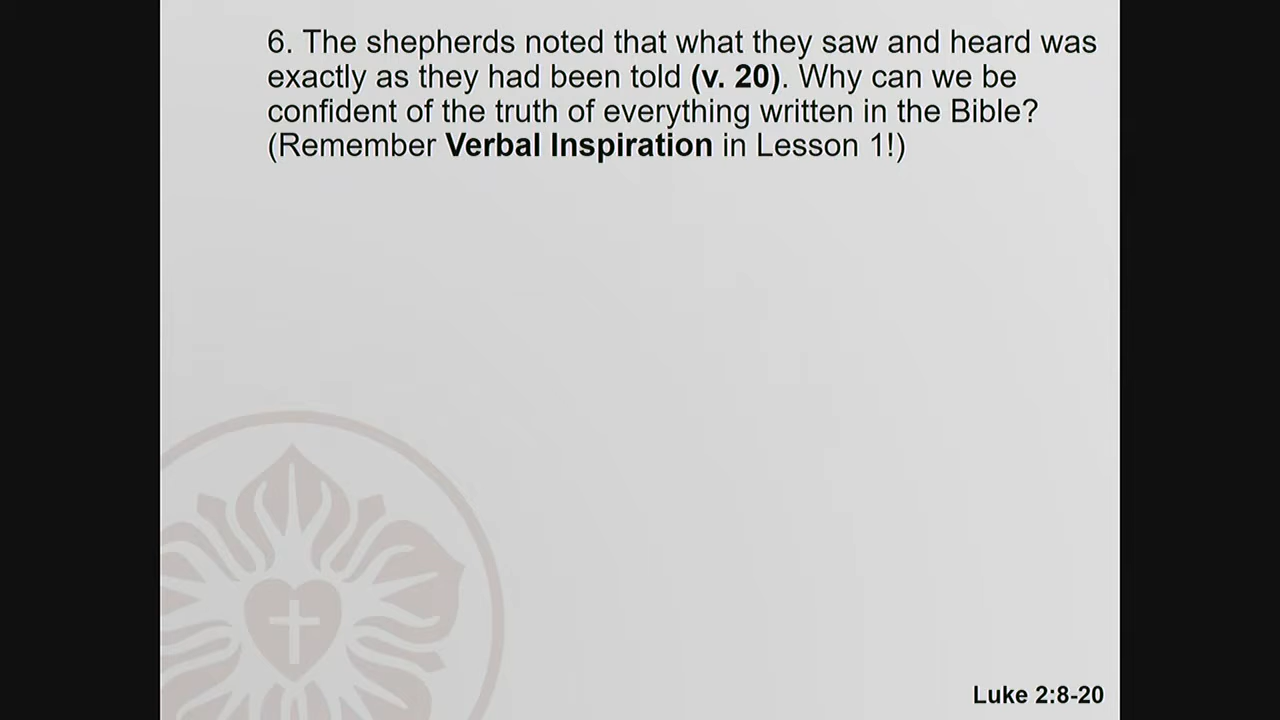 6. The shepherds noted that what they saw and heard was
exactly as they had been told (v. 20). Why can we be
confident of the truth of everything written in the Bible?
(Remember Verbal Inspiration in Lesson 1!)
Luke 2:8-20